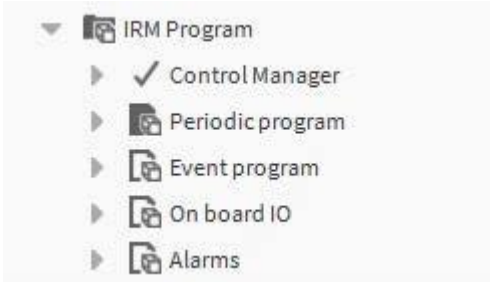 IRM Program
Control Manager
Periodic program
Event program
On board IO
Alarms